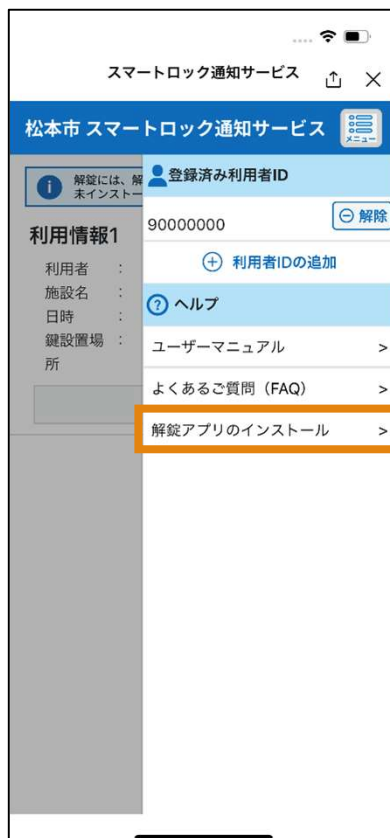 スマートロック通知サービス
松本市 スマートロック通知サービス
メニュー
解錠には、解
未インストー
利用情報1
利用者 :
施設名 :
日時 :
鍵設置場 :
所
登録済み利用者ID
90000000
解除
利用者IDの追加
ヘルプ
ユーザーマニュアル >
よくあるご質問（FAQ） >
解錠アプリのインストール >